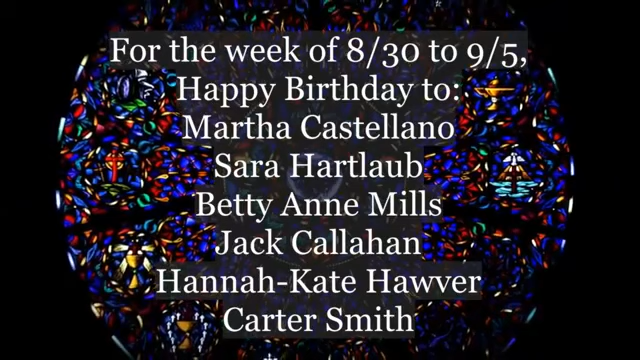 For the week of 8/30 to 9/5,
Happy Birthday to:
Martha Castellano
Sara Hartlaub
Betty Anne Mills
Jack Callahan
Hannah-Kate Hawver
Carter Smith